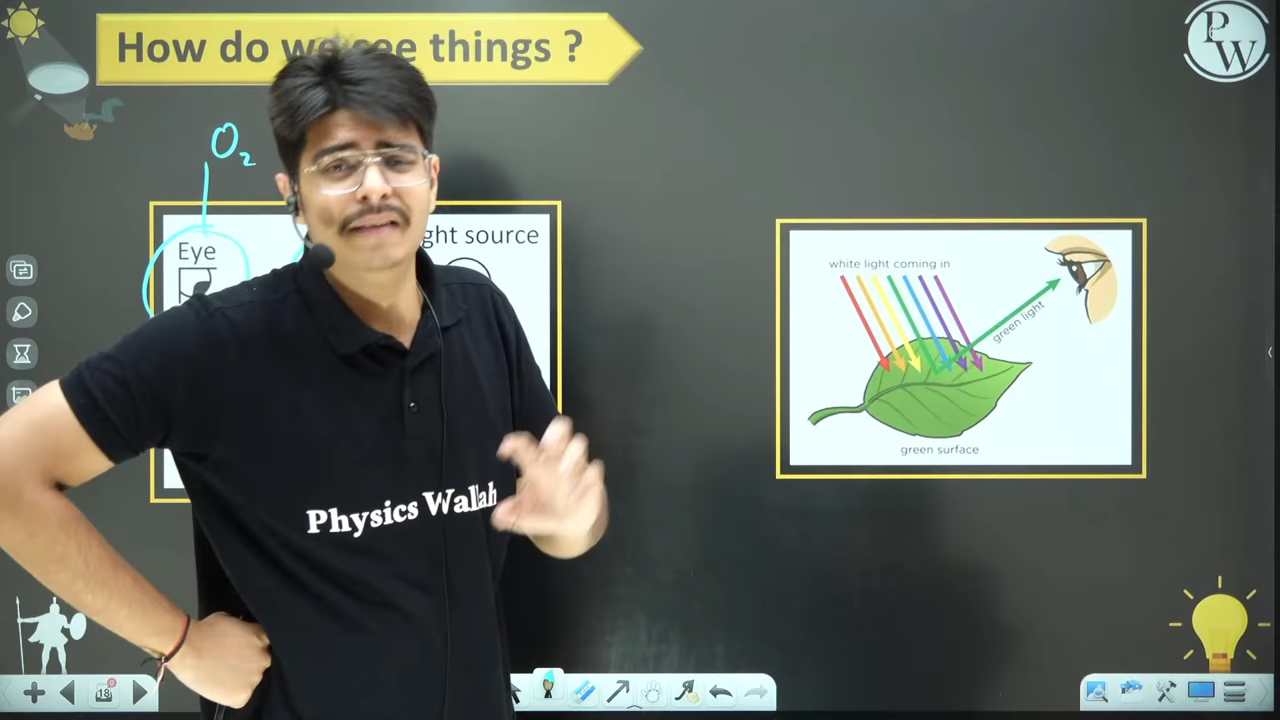 How do we see things ?
PW
O₂
Eye
ght source
white light coming in
green light
green surface
Physics Wallah
18